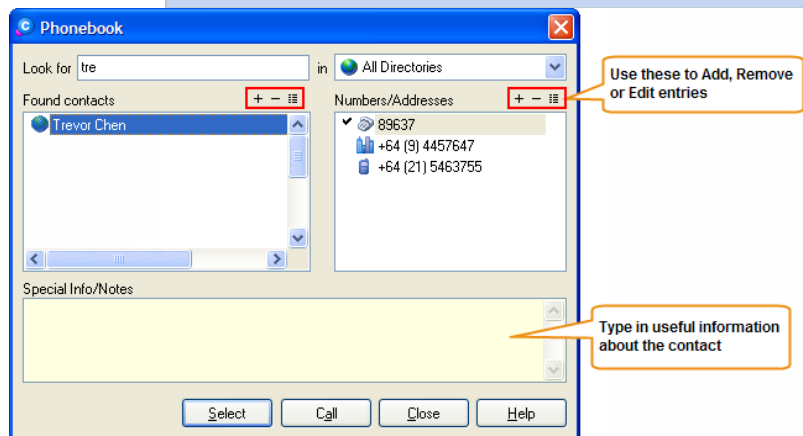 Phonebook
Look for tre in All Directories
Use these to Add, Remove
or Edit entries
Found contacts + − Numbers/Addresses + −
Trevor Chen
89637
+64 (9) 4457647
+64 (21) 5463755
Special Info/Notes
Type in useful information
about the contact
Select Call Close Help